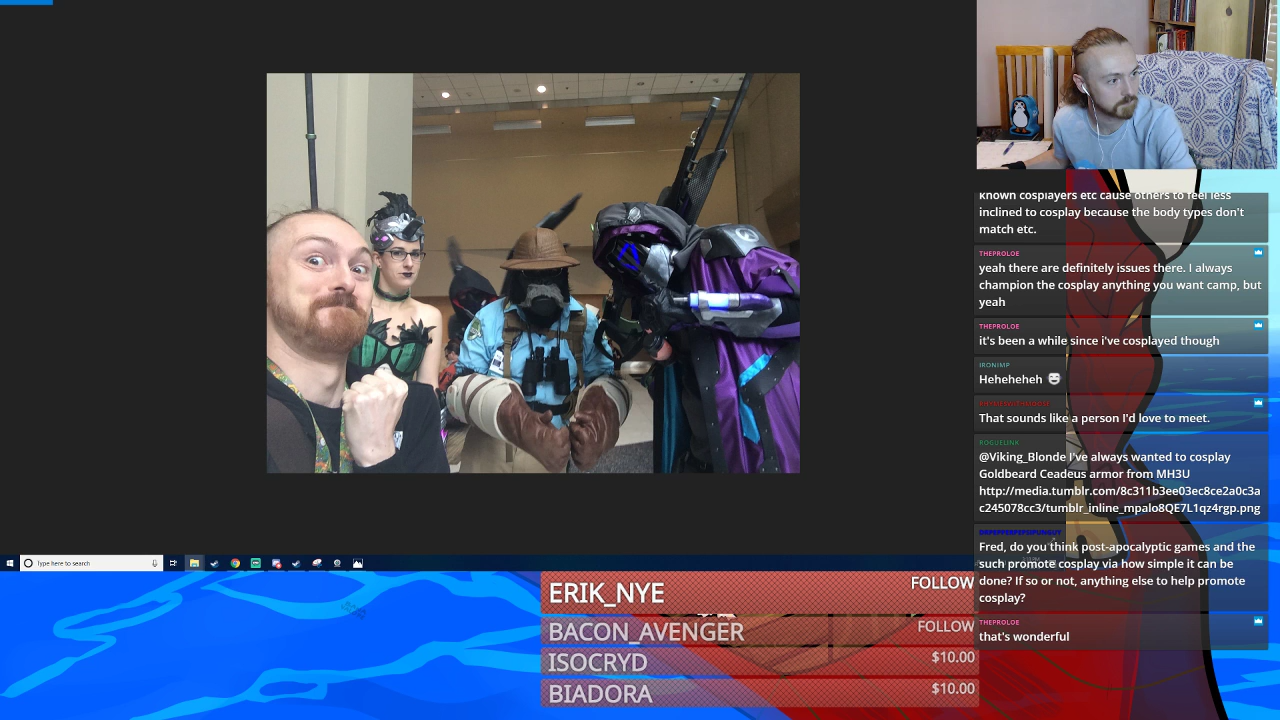 known cosplayers etc cause others to feel less
inclined to cosplay because the body types don't
match etc.
THEPROLOE
yeah there are definitely issues there. I always
champion the cosplay anything you want camp, but
yeah
THEPROLOE
it's been a while since i've cosplayed though
IRONIMP
Heheheheh
That sounds like a person I'd love to meet.
ROGUELINK
@Viking_Blonde I've always wanted to cosplay
Goldbeard Ceadeus armor from MH3U
http://media.tumblr.com/8c311b3ee03ec8ce2a0c3a
c245078cc3/tumblr_inline_mpalo8QE7L1qz4rgp.png
Fred, do you think post-apocalyptic games and the
such promote cosplay via how simple it can be
done? If so or not, anything else to help promote
cosplay?
THEPROLOE
that's wonderful
Type here to search
ERIK_NYE FOLLOW
BACON_AVENGER FOLLOW
ISOCRYD $10.00
BIADORA $10.00